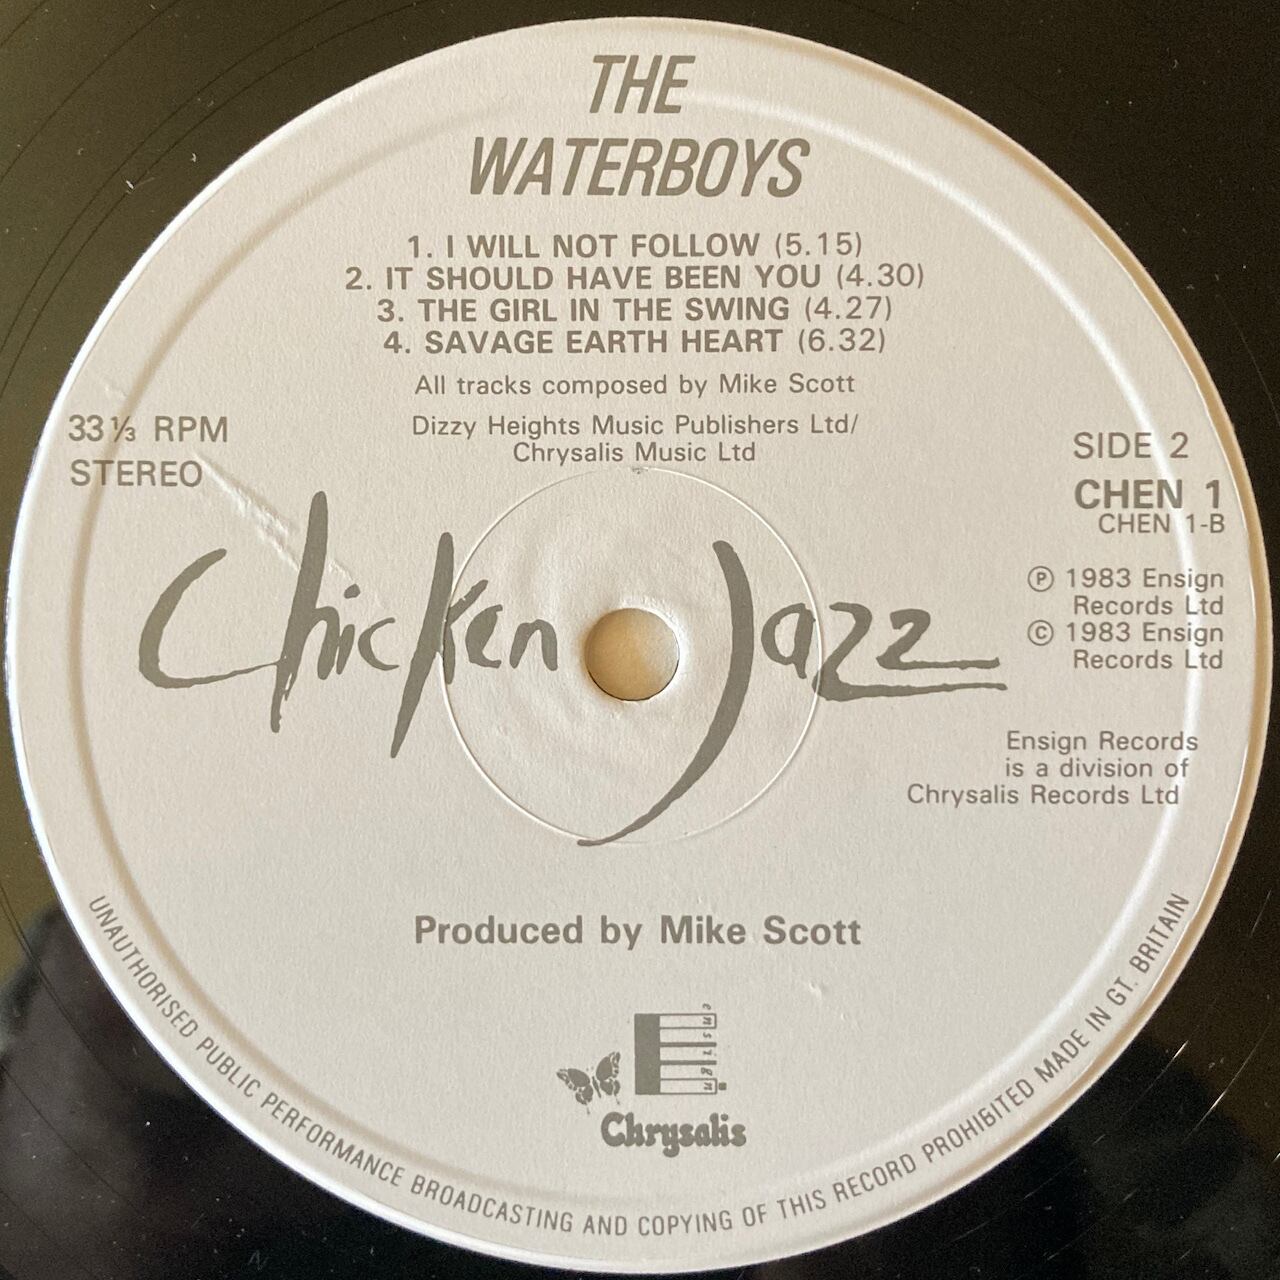 THE
WATERBOYS
1. I WILL NOT FOLLOW (5.15)
2. IT SHOULD HAVE BEEN YOU (4.30)
3. THE GIRL IN THE SWING (4.27)
4. SAVAGE EARTH HEART (6.32)
All tracks composed by Mike Scott
Dizzy Heights Music Publishers Ltd/
Chrysalis Music Ltd
33⅓ RPM
STEREO
SIDE 2
CHEN 1
CHEN 1-B
Ⓟ 1983 Ensign
Records Ltd
© 1983 Ensign
Records Ltd
Chicken Jazz
Ensign Records
is a division of
Chrysalis Records Ltd
Produced by Mike Scott
ensign
Chrysalis
UNAUTHORISED PUBLIC PERFORMANCE BROADCASTING AND COPYING OF THIS RECORD PROHIBITED MADE IN GT. BRITAIN